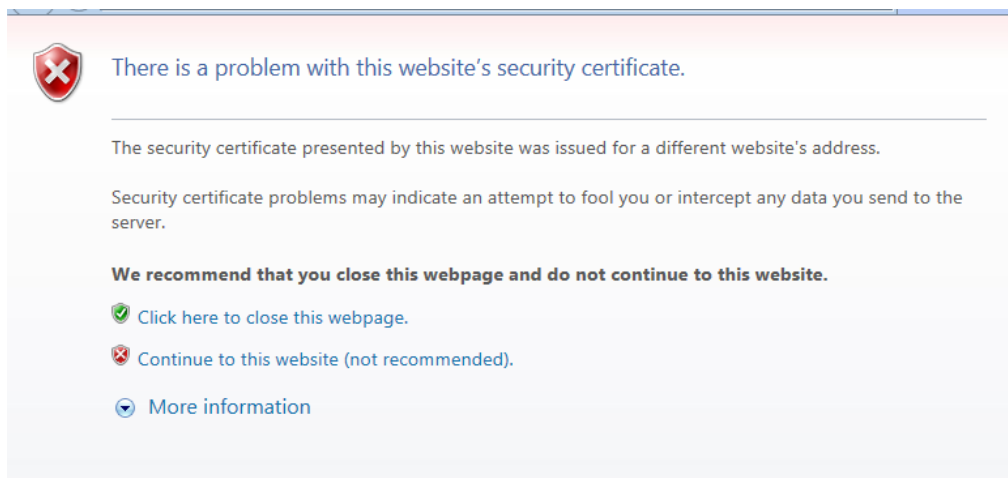 There is a problem with this website's security certificate.
The security certificate presented by this website was issued for a different website's address.
Security certificate problems may indicate an attempt to fool you or intercept any data you send to the
server.
We recommend that you close this webpage and do not continue to this website.
Click here to close this webpage.
Continue to this website (not recommended).
More information